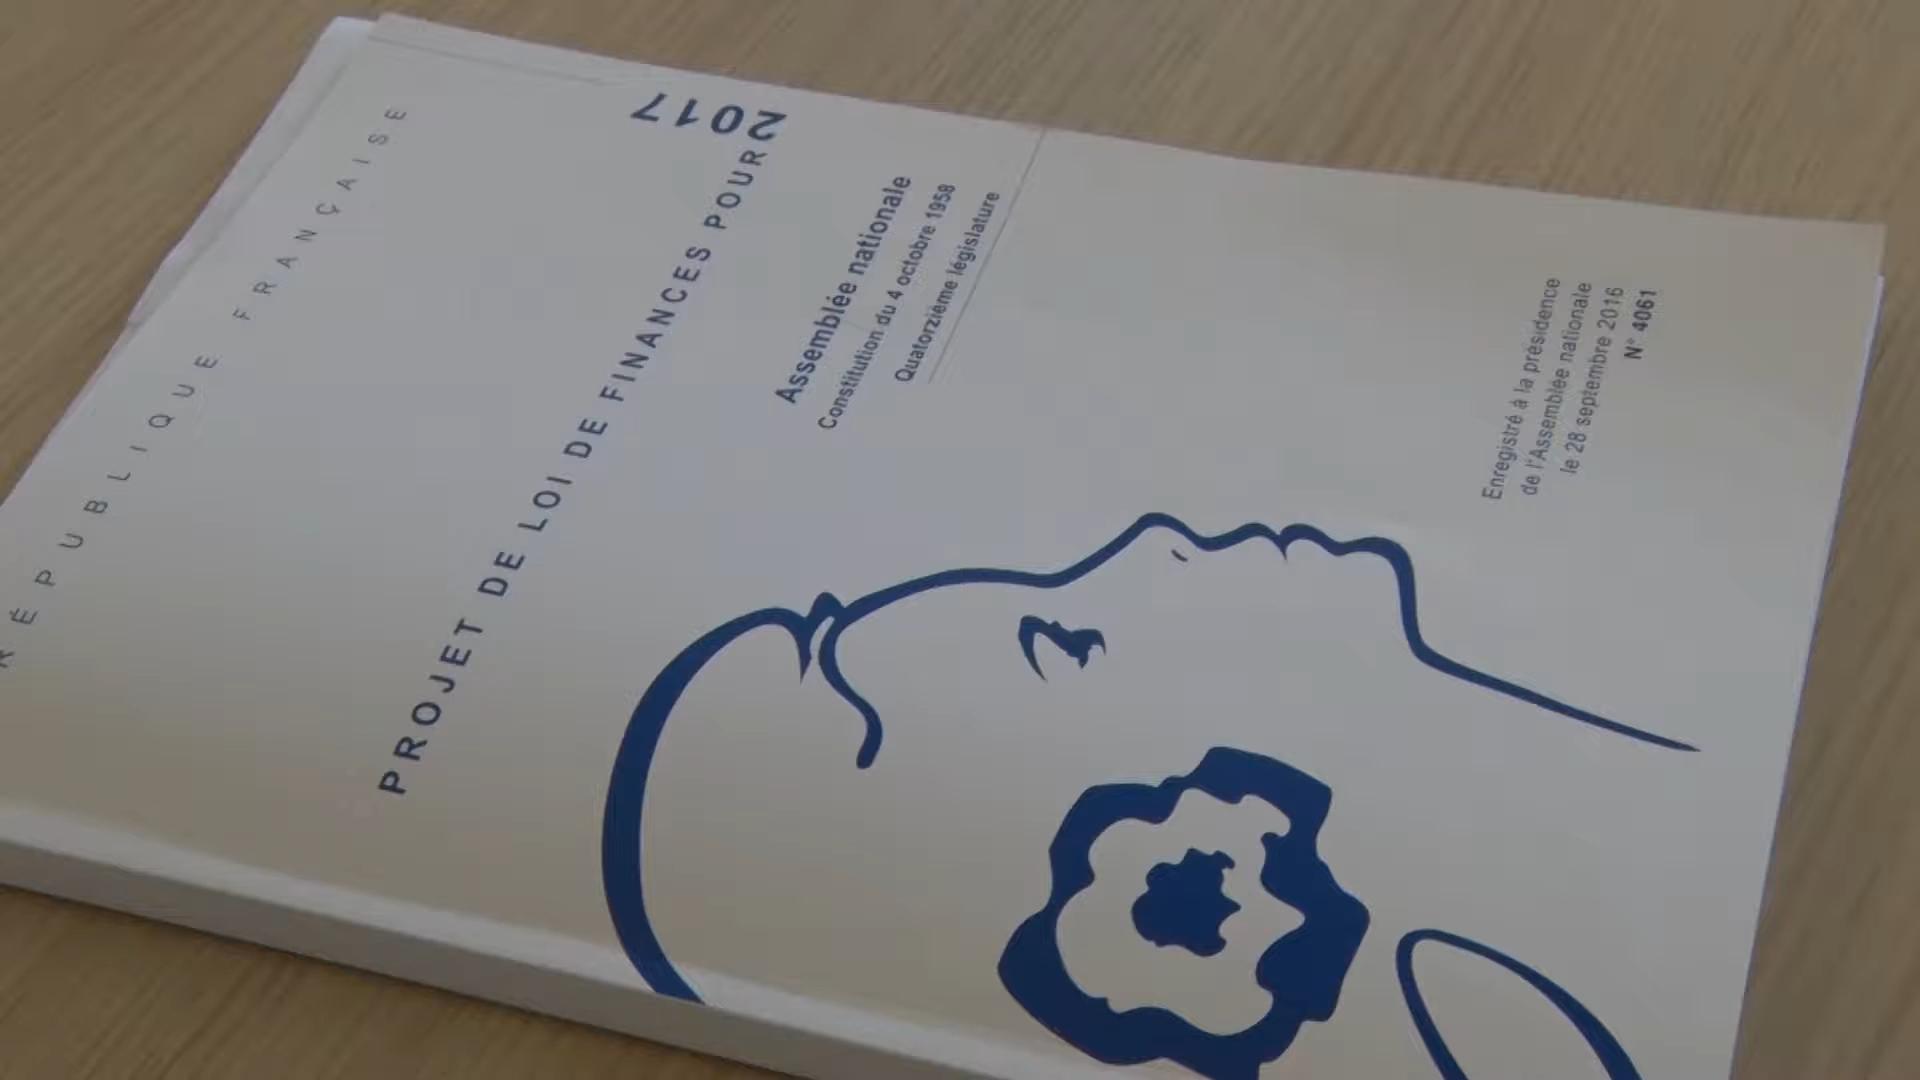 RÉPUBLIQUE FRANÇAISE
PROJET DE LOI DE FINANCES POUR
2017
Assemblée nationale
Constitution du 4 octobre 1958
Quatorzième législature
Enregistré à la présidence
de l'Assemblée nationale
le 28 septembre 2016
N° 4061